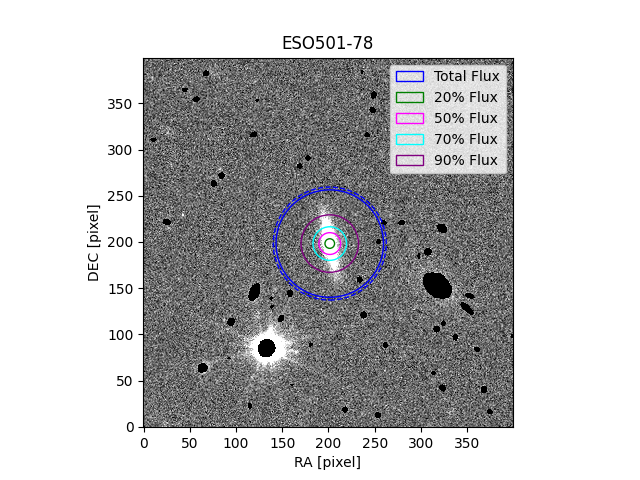 ESO501-78
Total Flux
20% Flux
50% Flux
70% Flux
90% Flux
350
300
250
200
150
100
50
0
DEC [pixel]
0 50 100 150 200 250 300 350
RA [pixel]